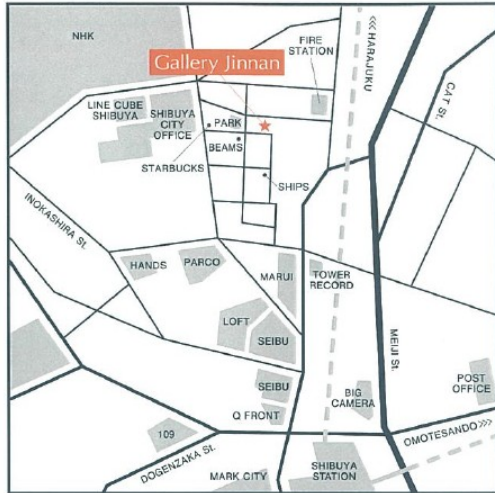 NHK
FIRE
STATION
<<< HARAJUKU
Gallery Jinnan
CAT St.
LINE CUBE
SHIBUYA
SHIBUYA
CITY
OFFICE
PARK
BEAMS
STARBUCKS
SHIPS
INOKASHIRA St.
HANDS
PARCO
MARUI
TOWER
RECORD
LOFT
SEIBU
MEIJI St.
SEIBU
BIG
CAMERA
POST
OFFICE
Q FRONT
109
OMOTESANDO >>>
DOGENZAKA St.
MARK CITY
SHIBUYA
STATION